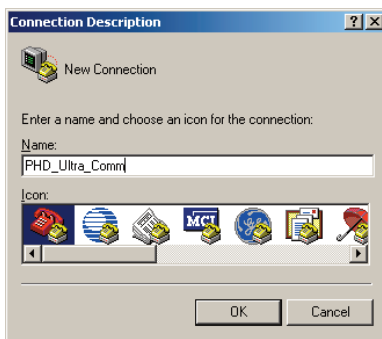 Connection Description
New Connection
Enter a name and choose an icon for the connection:
Name:
PHD_Ultra_Comm
Icon:
MCI
OK
Cancel